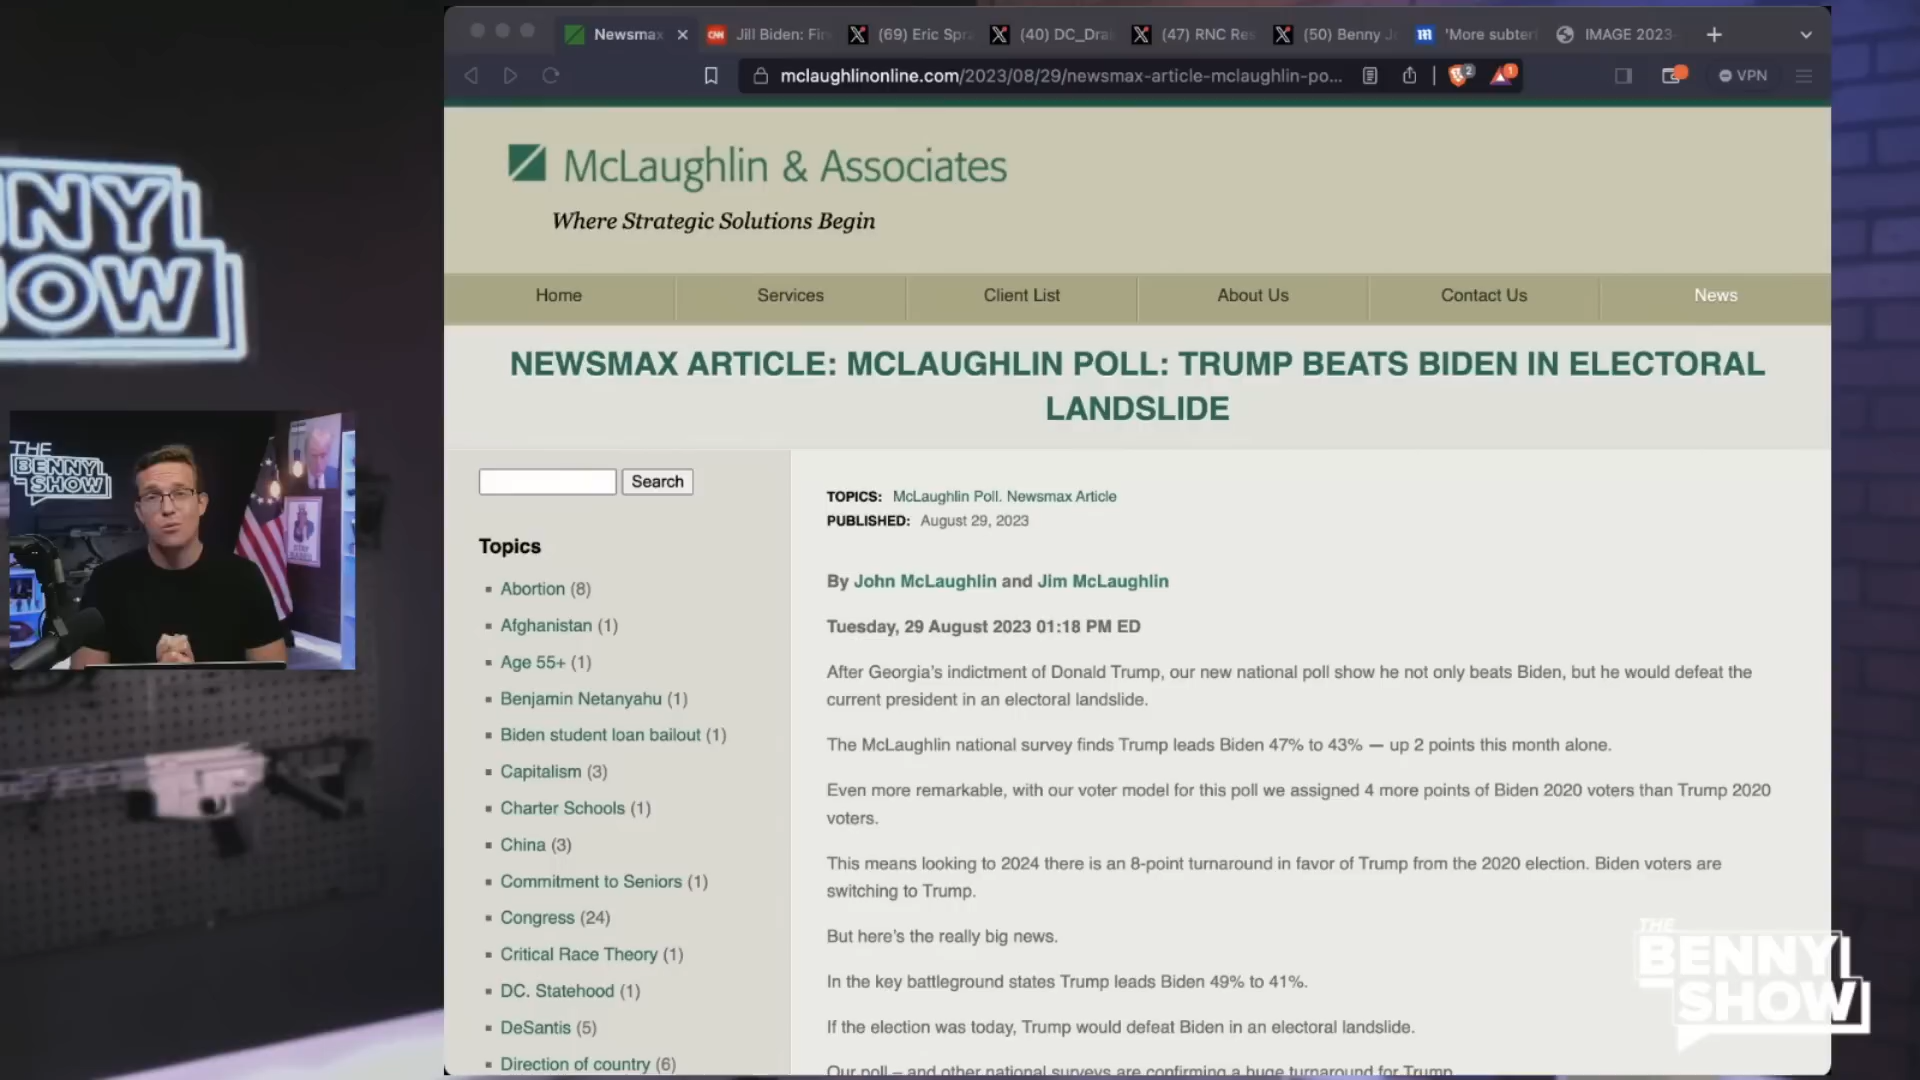 Newsmax
Jill Biden: Fir
(69) Eric Spra
(40) DC_Drai
(47) RNC Res
(50) Benny Jo
'More subter
IMAGE 2023-
mclaughlinonline.com/2023/08/29/newsmax-article-mclaughlin-po...
2
1
VPN
McLaughlin & Associates
Where Strategic Solutions Begin
Home
Services
Client List
About Us
Contact Us
News
NEWSMAX ARTICLE: MCLAUGHLIN POLL: TRUMP BEATS BIDEN IN ELECTORAL
LANDSLIDE
Search
Topics
Abortion (8)
Afghanistan (1)
Age 55+ (1)
Benjamin Netanyahu (1)
Biden student loan bailout (1)
Capitalism (3)
Charter Schools (1)
China (3)
Commitment to Seniors (1)
Congress (24)
Critical Race Theory (1)
DC. Statehood (1)
DeSantis (5)
Direction of country (6)
TOPICS: McLaughlin Poll. Newsmax Article
PUBLISHED: August 29, 2023
By John McLaughlin and Jim McLaughlin
Tuesday, 29 August 2023 01:18 PM ED
After Georgia's indictment of Donald Trump, our new national poll show he not only beats Biden, but he would defeat the
current president in an electoral landslide.
The McLaughlin national survey finds Trump leads Biden 47% to 43% — up 2 points this month alone.
Even more remarkable, with our voter model for this poll we assigned 4 more points of Biden 2020 voters than Trump 2020
voters.
This means looking to 2024 there is an 8-point turnaround in favor of Trump from the 2020 election. Biden voters are
switching to Trump.
But here's the really big news.
In the key battleground states Trump leads Biden 49% to 41%.
If the election was today, Trump would defeat Biden in an electoral landslide.
Our poll – and other national surveys are confirming a huge turnaround for Trump
NNY
OW
THE
BENNY
SHOW
THE
BENNY
SHOW